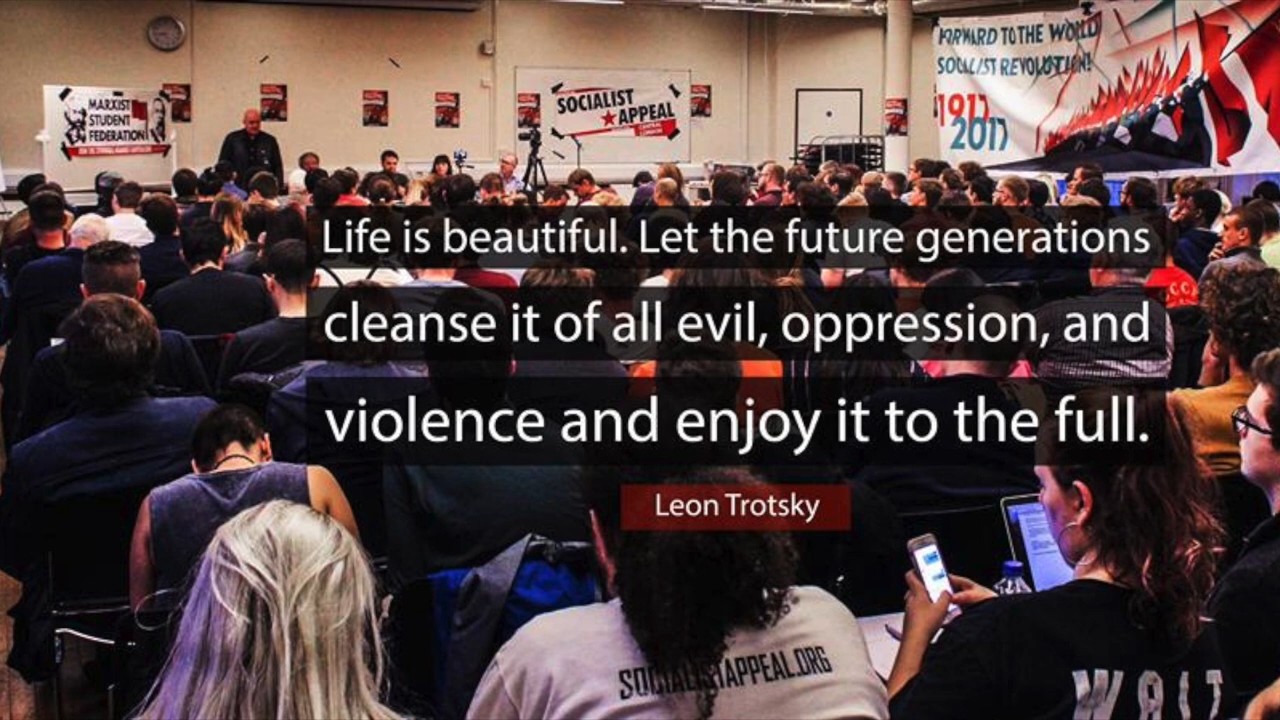 FORWARD TO THE WORLD
SOCIALIST REVOLUTION!
1917
2017
MARXIST
STUDENT
FEDERATION
SOCIALIST
APPEAL
Life is beautiful. Let the future generations
cleanse it of all evil, oppression, and
violence and enjoy it to the full.
Leon Trotsky
SOCIALISTAPPEAL.ORG